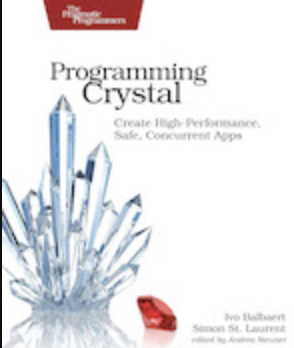 The
Pragmatic
Programmers
Programming
Crystal
Create High-Performance,
Safe, Concurrent Apps
Ivo Balbaert
Simon St. Laurent
edited by Andrea Stewart